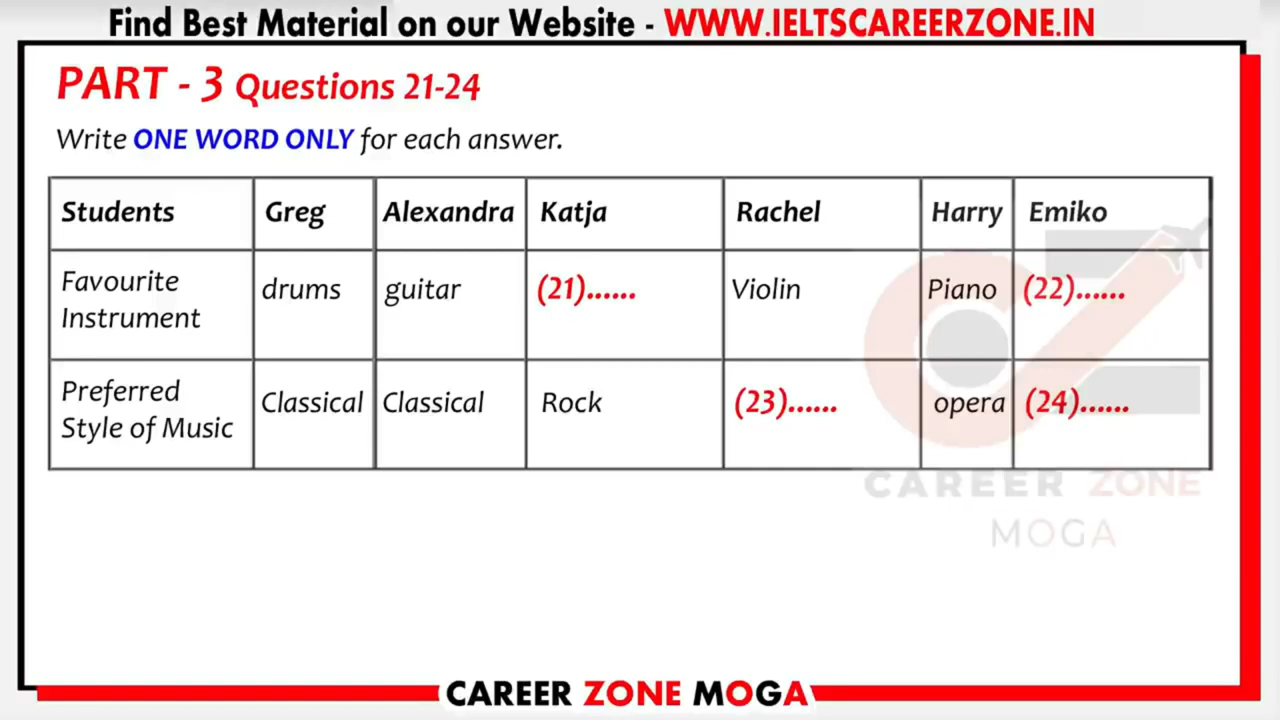 Find Best Material on our Website - WWW.IELTSCAREERZONE.IN
PART - 3 Questions 21-24
Write ONE WORD ONLY for each answer.
Students Greg Alexandra Katja Rachel Harry Emiko
Favourite Instrument drums guitar (21)...... Violin Piano (22)......
Preferred Style of Music Classical Classical Rock (23)...... opera (24)......
CAREER ZONE
MOGA
CAREER ZONE MOGA